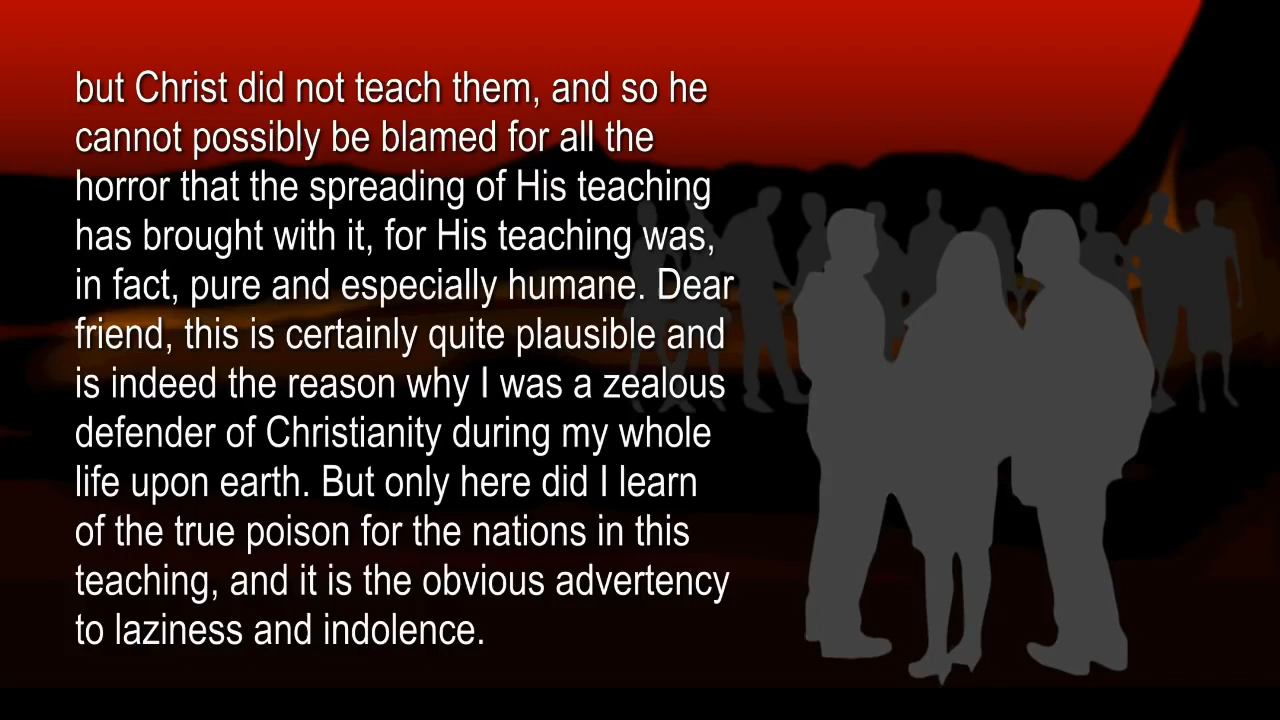 but Christ did not teach them, and so he
cannot possibly be blamed for all the
horror that the spreading of His teaching
has brought with it, for His teaching was,
in fact, pure and especially humane. Dear
friend, this is certainly quite plausible and
is indeed the reason why I was a zealous
defender of Christianity during my whole
life upon earth. But only here did I learn
of the true poison for the nations in this
teaching, and it is the obvious advertency
to laziness and indolence.